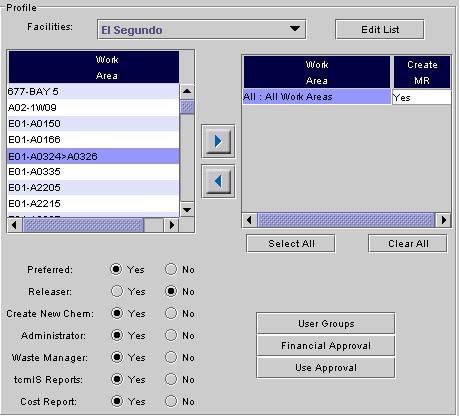 Profile
Facilities: El Segundo Edit List
Work Area
677-BAY 5
A02-1W09
E01-A0150
E01-A0166
E01-A0324>A0326
E01-A0335
E01-A2205
E01-A2215
Work Area Create MR
All : All Work Areas Yes
Select All Clear All
Preferred: Yes No
Releaser: Yes No
Create New Chem: Yes No
Administrator: Yes No
Waste Manager: Yes No
tcmIS Reports: Yes No
Cost Report: Yes No
User Groups
Financial Approval
Use Approval